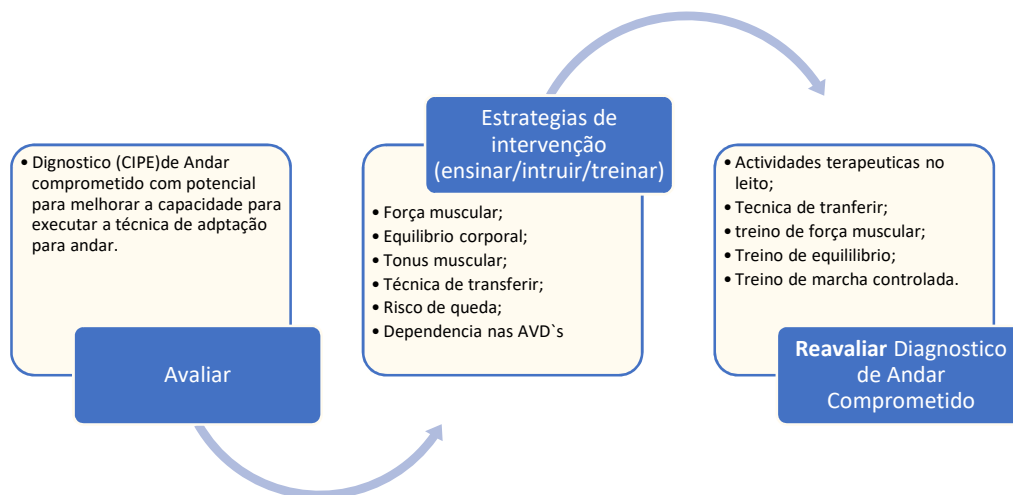 • Dignostico (CIPE)de Andar
comprometido com potencial
para melhorar a capacidade para
executar a técnica de adptação
para andar.
Avaliar
Estrategias de
intervenção
(ensinar/intruir/treinar)
• Força muscular;
• Equilibrio corporal;
• Tonus muscular;
• Técnica de transferir;
• Risco de queda;
• Dependencia nas AVD`s
• Actividades terapeuticas no
leito;
• Tecnica de tranferir;
• treino de força muscular;
• Treino de equililibrio;
• Treino de marcha controlada.
Reavaliar Diagnostico
de Andar
Comprometido